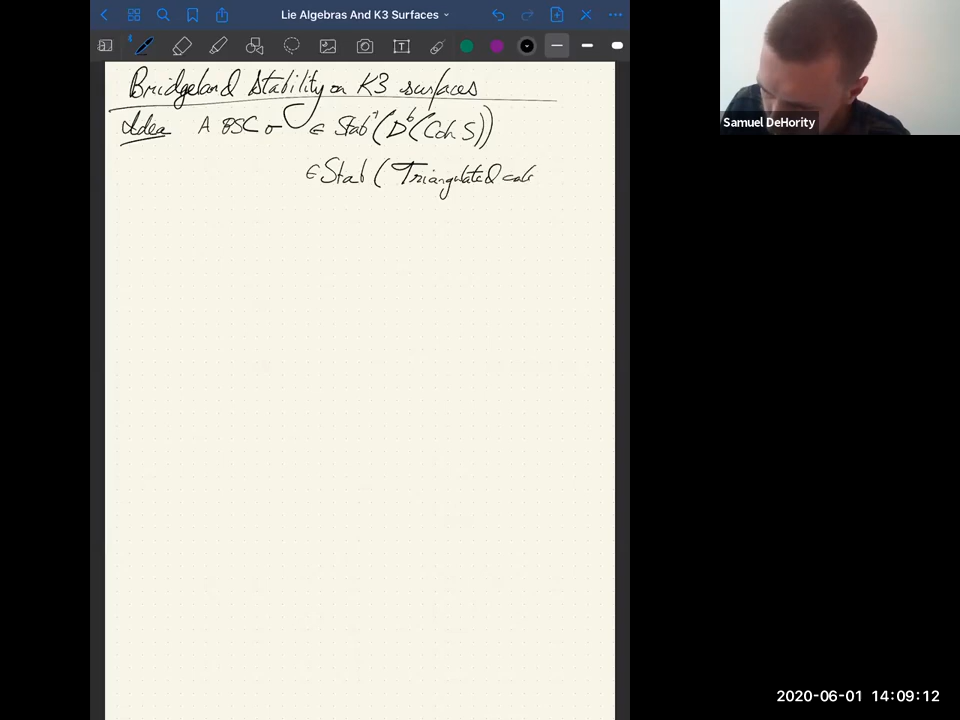 Lie Algebras And K3 Surfaces
Bridgeland Stability on K3 surfaces
Idea A BSC σ ∈ Stab†(Dᵇ(Coh S))
∈ Stab (Triangulated
Samuel DeHority
2020-06-01 14:09:12